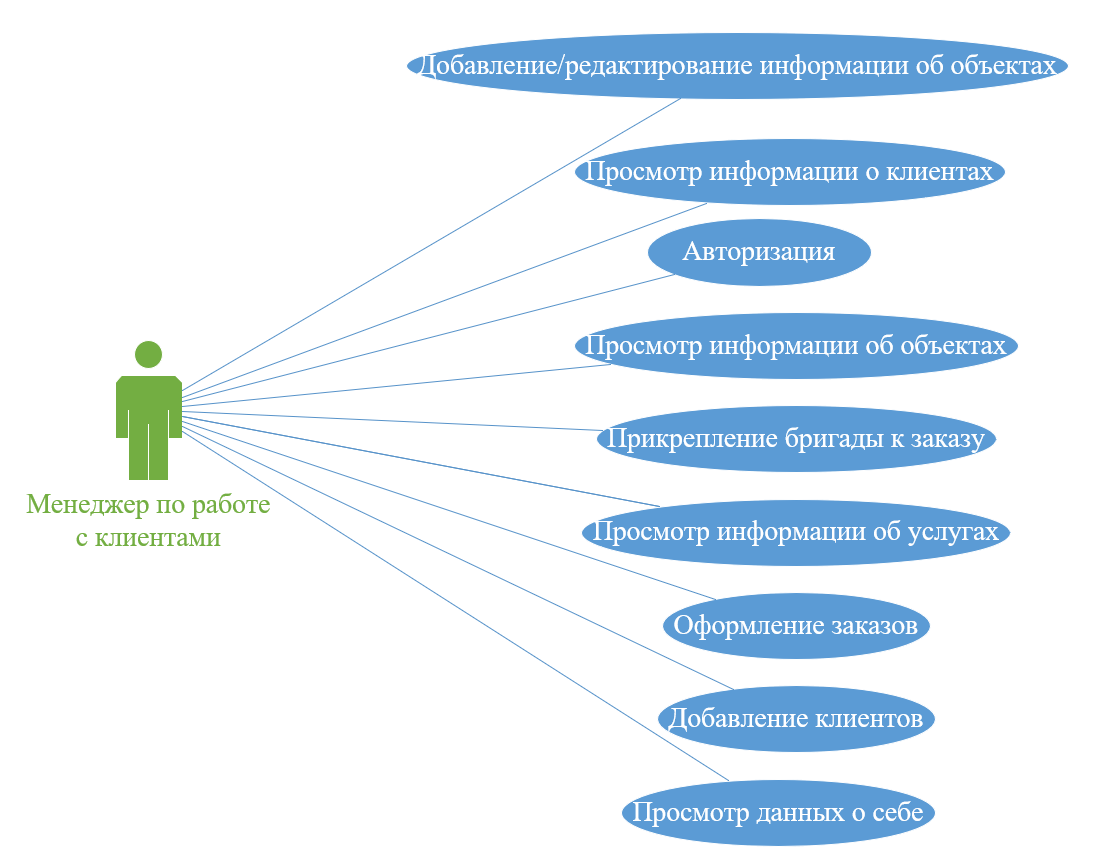 Добавление/редактирование информации об объектах
Просмотр информации о клиентах
Авторизация
Просмотр информации об объектах
Прикрепление бригады к заказу
Менеджер по работе
с клиентами
Просмотр информации об услугах
Оформление заказов
Добавление клиентов
Просмотр данных о себе